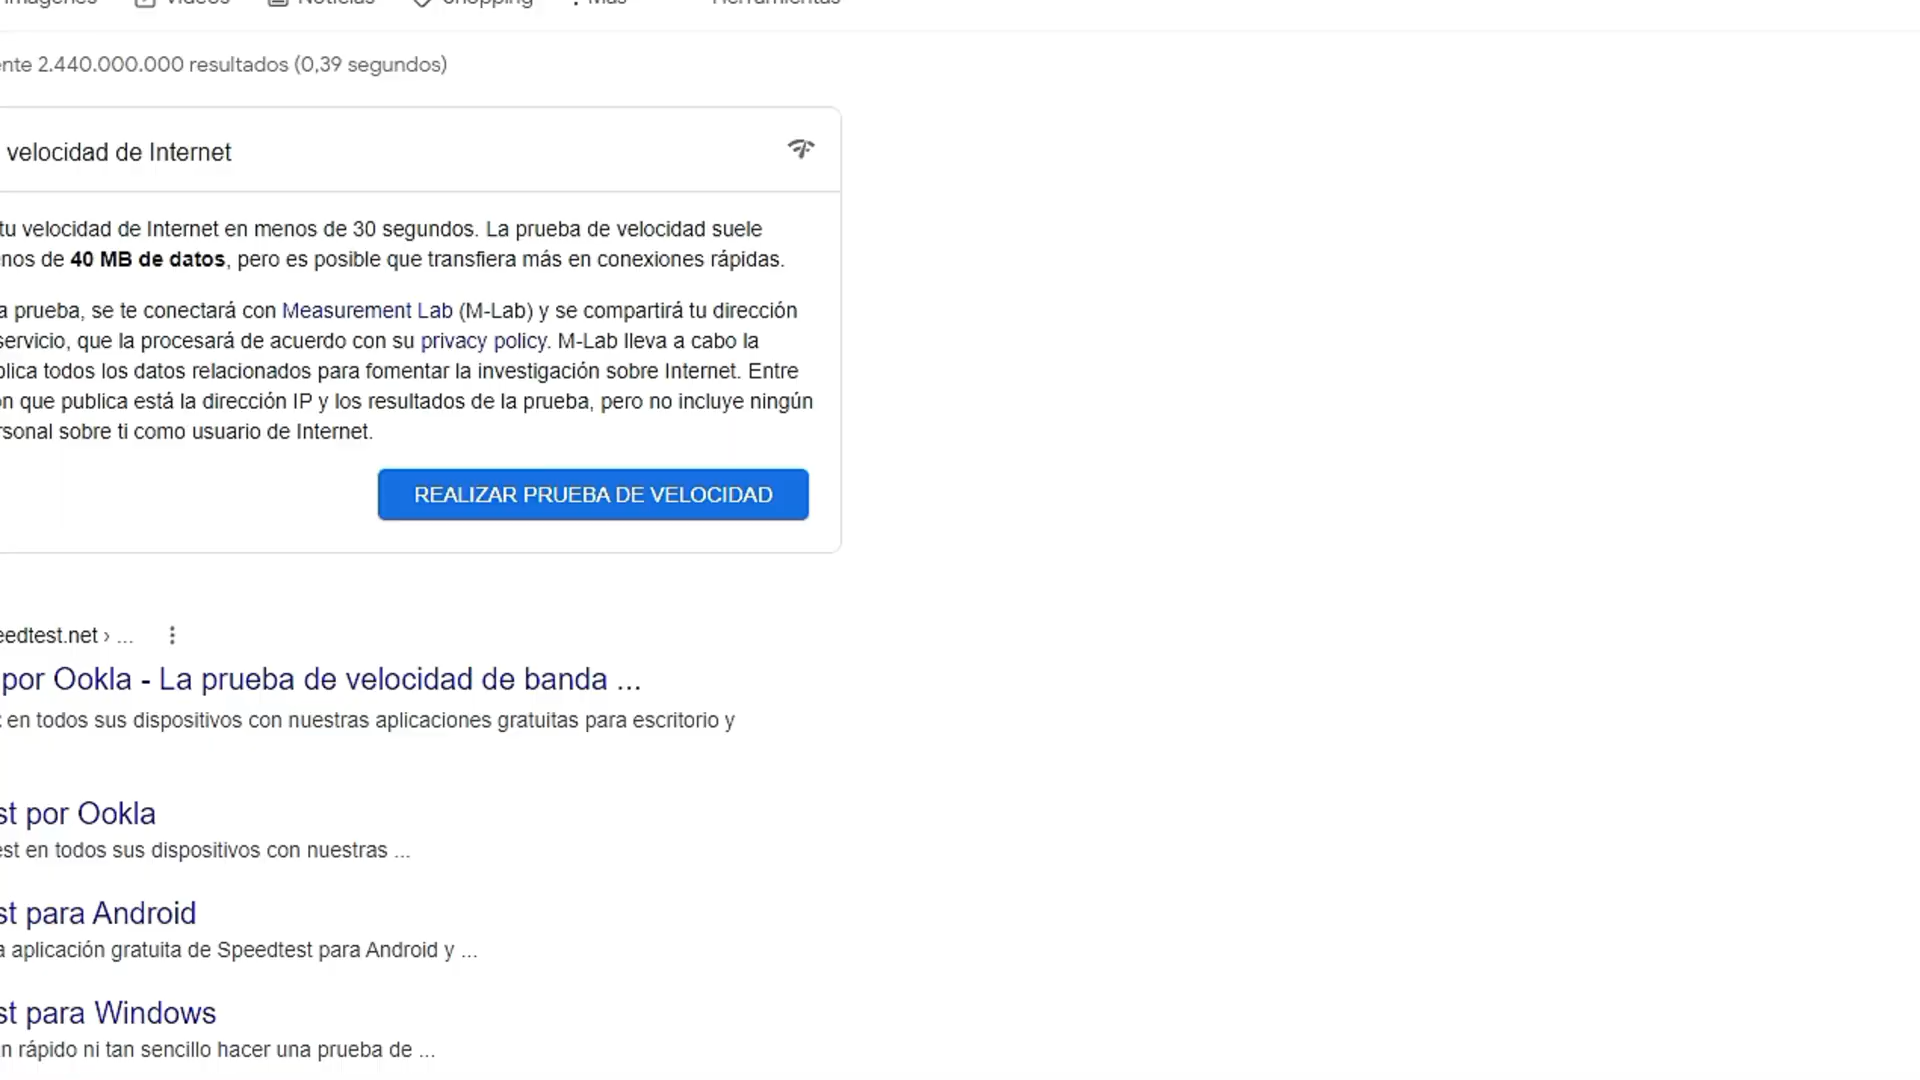 Imágenes Vídeos Noticias Shopping Más Herramientas
2.440.000.000 resultados (0,39 segundos)
velocidad de Internet
tu velocidad de Internet en menos de 30 segundos. La prueba de velocidad suele
de 40 MB de datos, pero es posible que transfiera más en conexiones rápidas.
prueba, se te conectará con Measurement Lab (M-Lab) y se compartirá tu dirección
servicio, que la procesará de acuerdo con su privacy policy. M-Lab lleva a cabo la
todos los datos relacionados para fomentar la investigación sobre Internet. Entre
que publica está la dirección IP y los resultados de la prueba, pero no incluye ningún
sobre ti como usuario de Internet.
REALIZAR PRUEBA DE VELOCIDAD
eedtest.net › ...
por Ookla - La prueba de velocidad de banda ...
en todos sus dispositivos con nuestras aplicaciones gratuitas para escritorio y
st por Ookla
est en todos sus dispositivos con nuestras ...
st para Android
a aplicación gratuita de Speedtest para Android y ...
st para Windows
n rápido ni tan sencillo hacer una prueba de ...